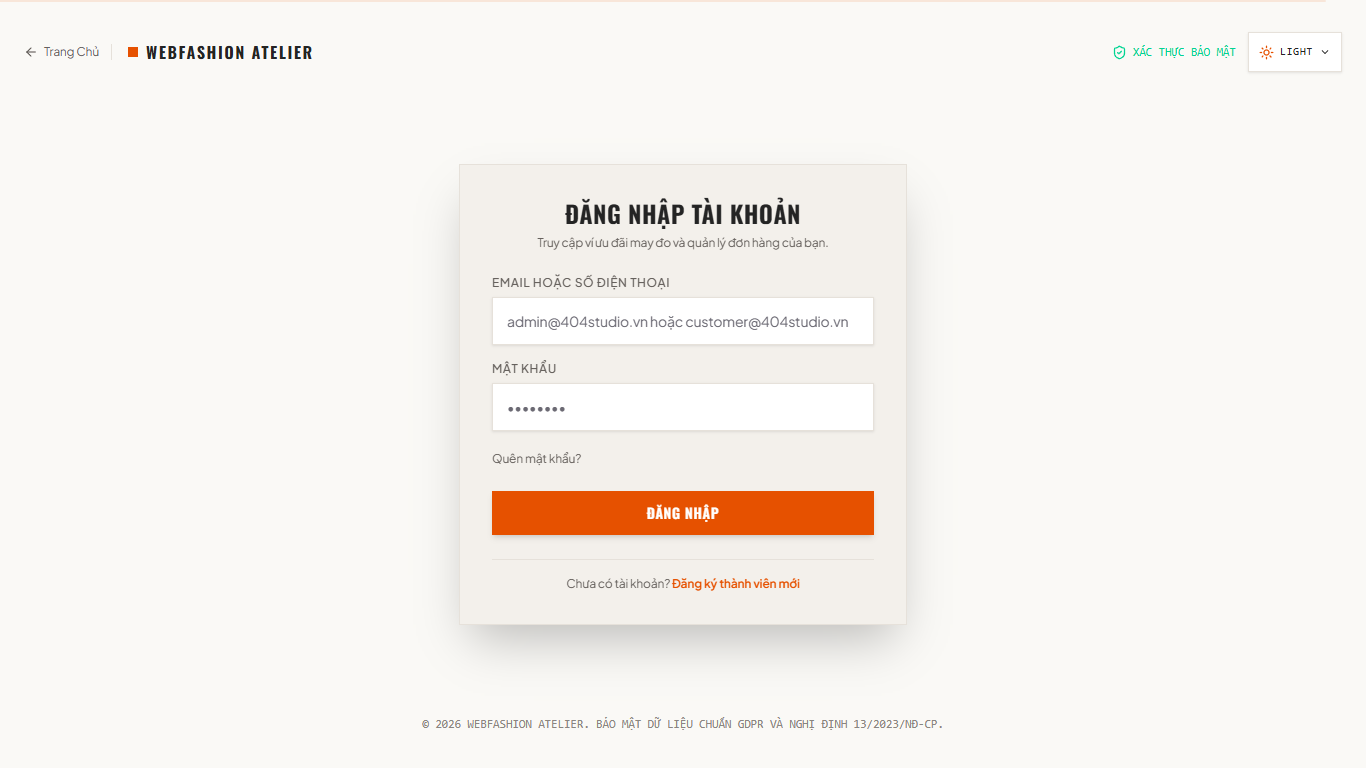 Trang Chủ
WEBFASHION ATELIER
XÁC THỰC BẢO MẬT
LIGHT
ĐĂNG NHẬP TÀI KHOẢN
Truy cập ví ưu đãi may đo và quản lý đơn hàng của bạn.
EMAIL HOẶC SỐ ĐIỆN THOẠI
admin@404studio.vn hoặc customer@404studio.vn
MẬT KHẨU
••••••••
Quên mật khẩu?
ĐĂNG NHẬP
Chưa có tài khoản? Đăng ký thành viên mới
© 2026 WEBFASHION ATELIER. BẢO MẬT DỮ LIỆU CHUẨN GDPR VÀ NGHỊ ĐỊNH 13/2023/NĐ-CP.